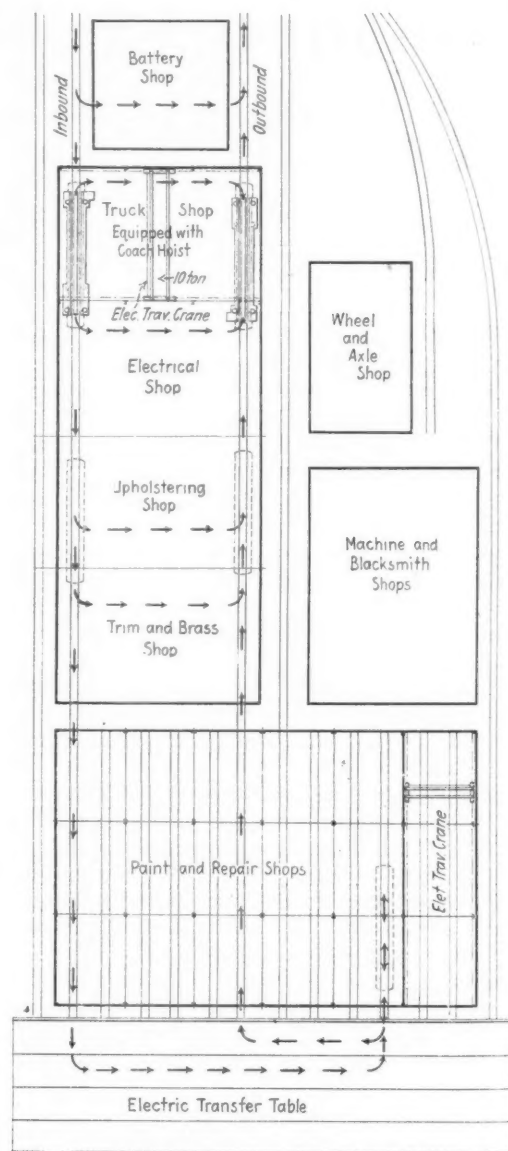 Battery
Shop
Inbound
Outbound
Truck Shop
Equipped with
Coach Hoist
10 ton
Elec. Trav. Crane
Wheel
and
Axle
Shop
Electrical
Shop
Jpholstering
Shop
Machine and
Blacksmith
Shops
Trim and Brass
Shop
Paint and Repair Shops
Elet Trav. Crane
Electric Transfer Table